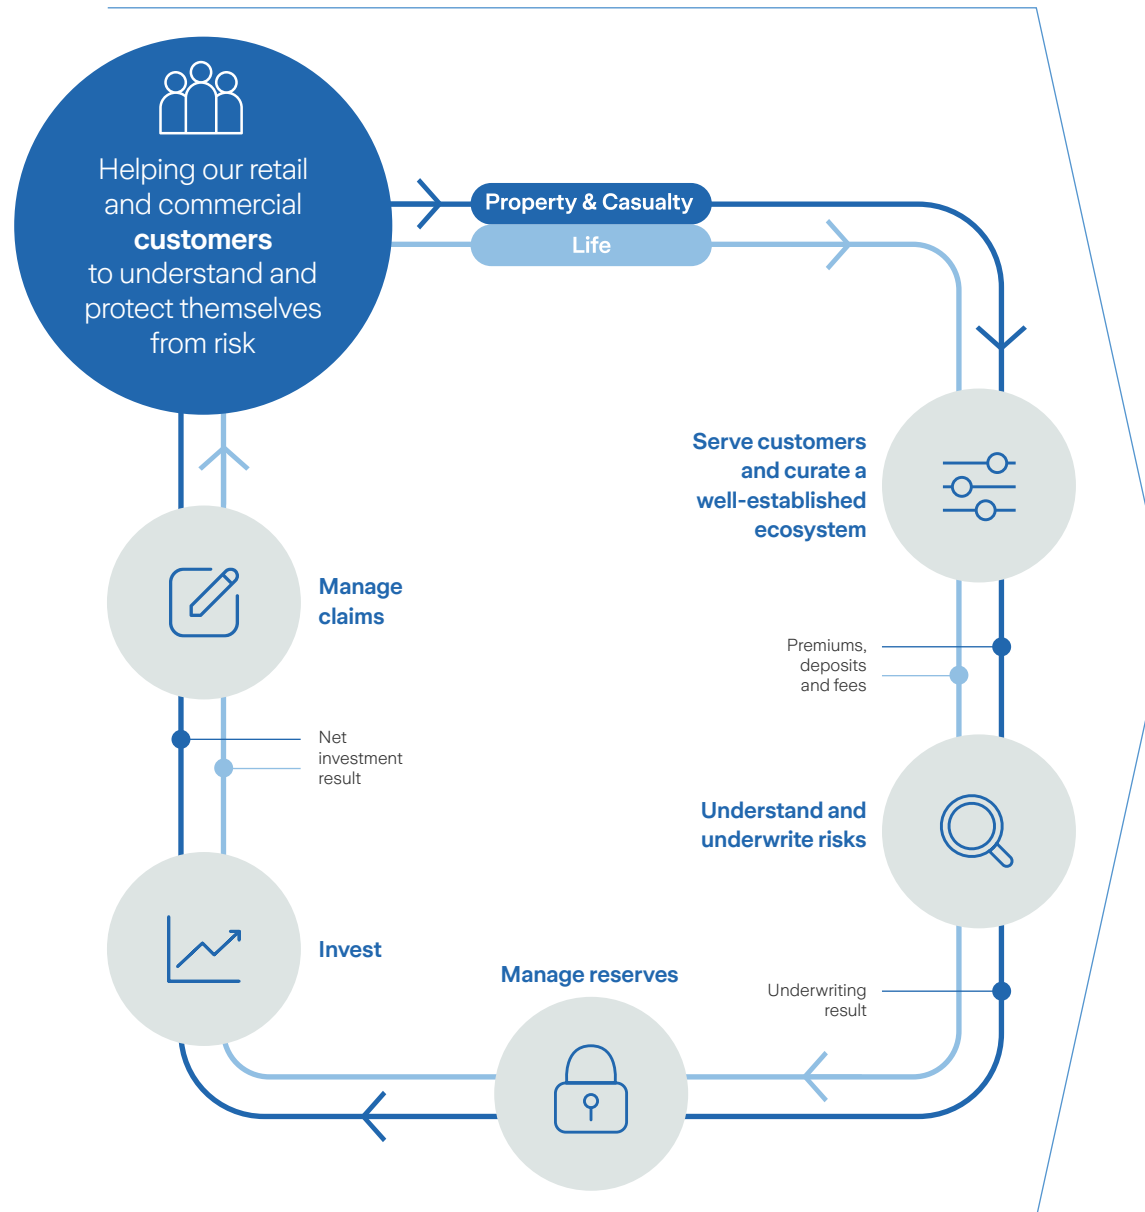 Helping our retail
and commercial
customers
to understand and
protect themselves
from risk
Property & Casualty
Life
Serve customers
and curate a
well-established
ecosystem
Premiums,
deposits
and fees
Understand and
underwrite risks
Underwriting
result
Manage reserves
Invest
Net
investment
result
Manage
claims